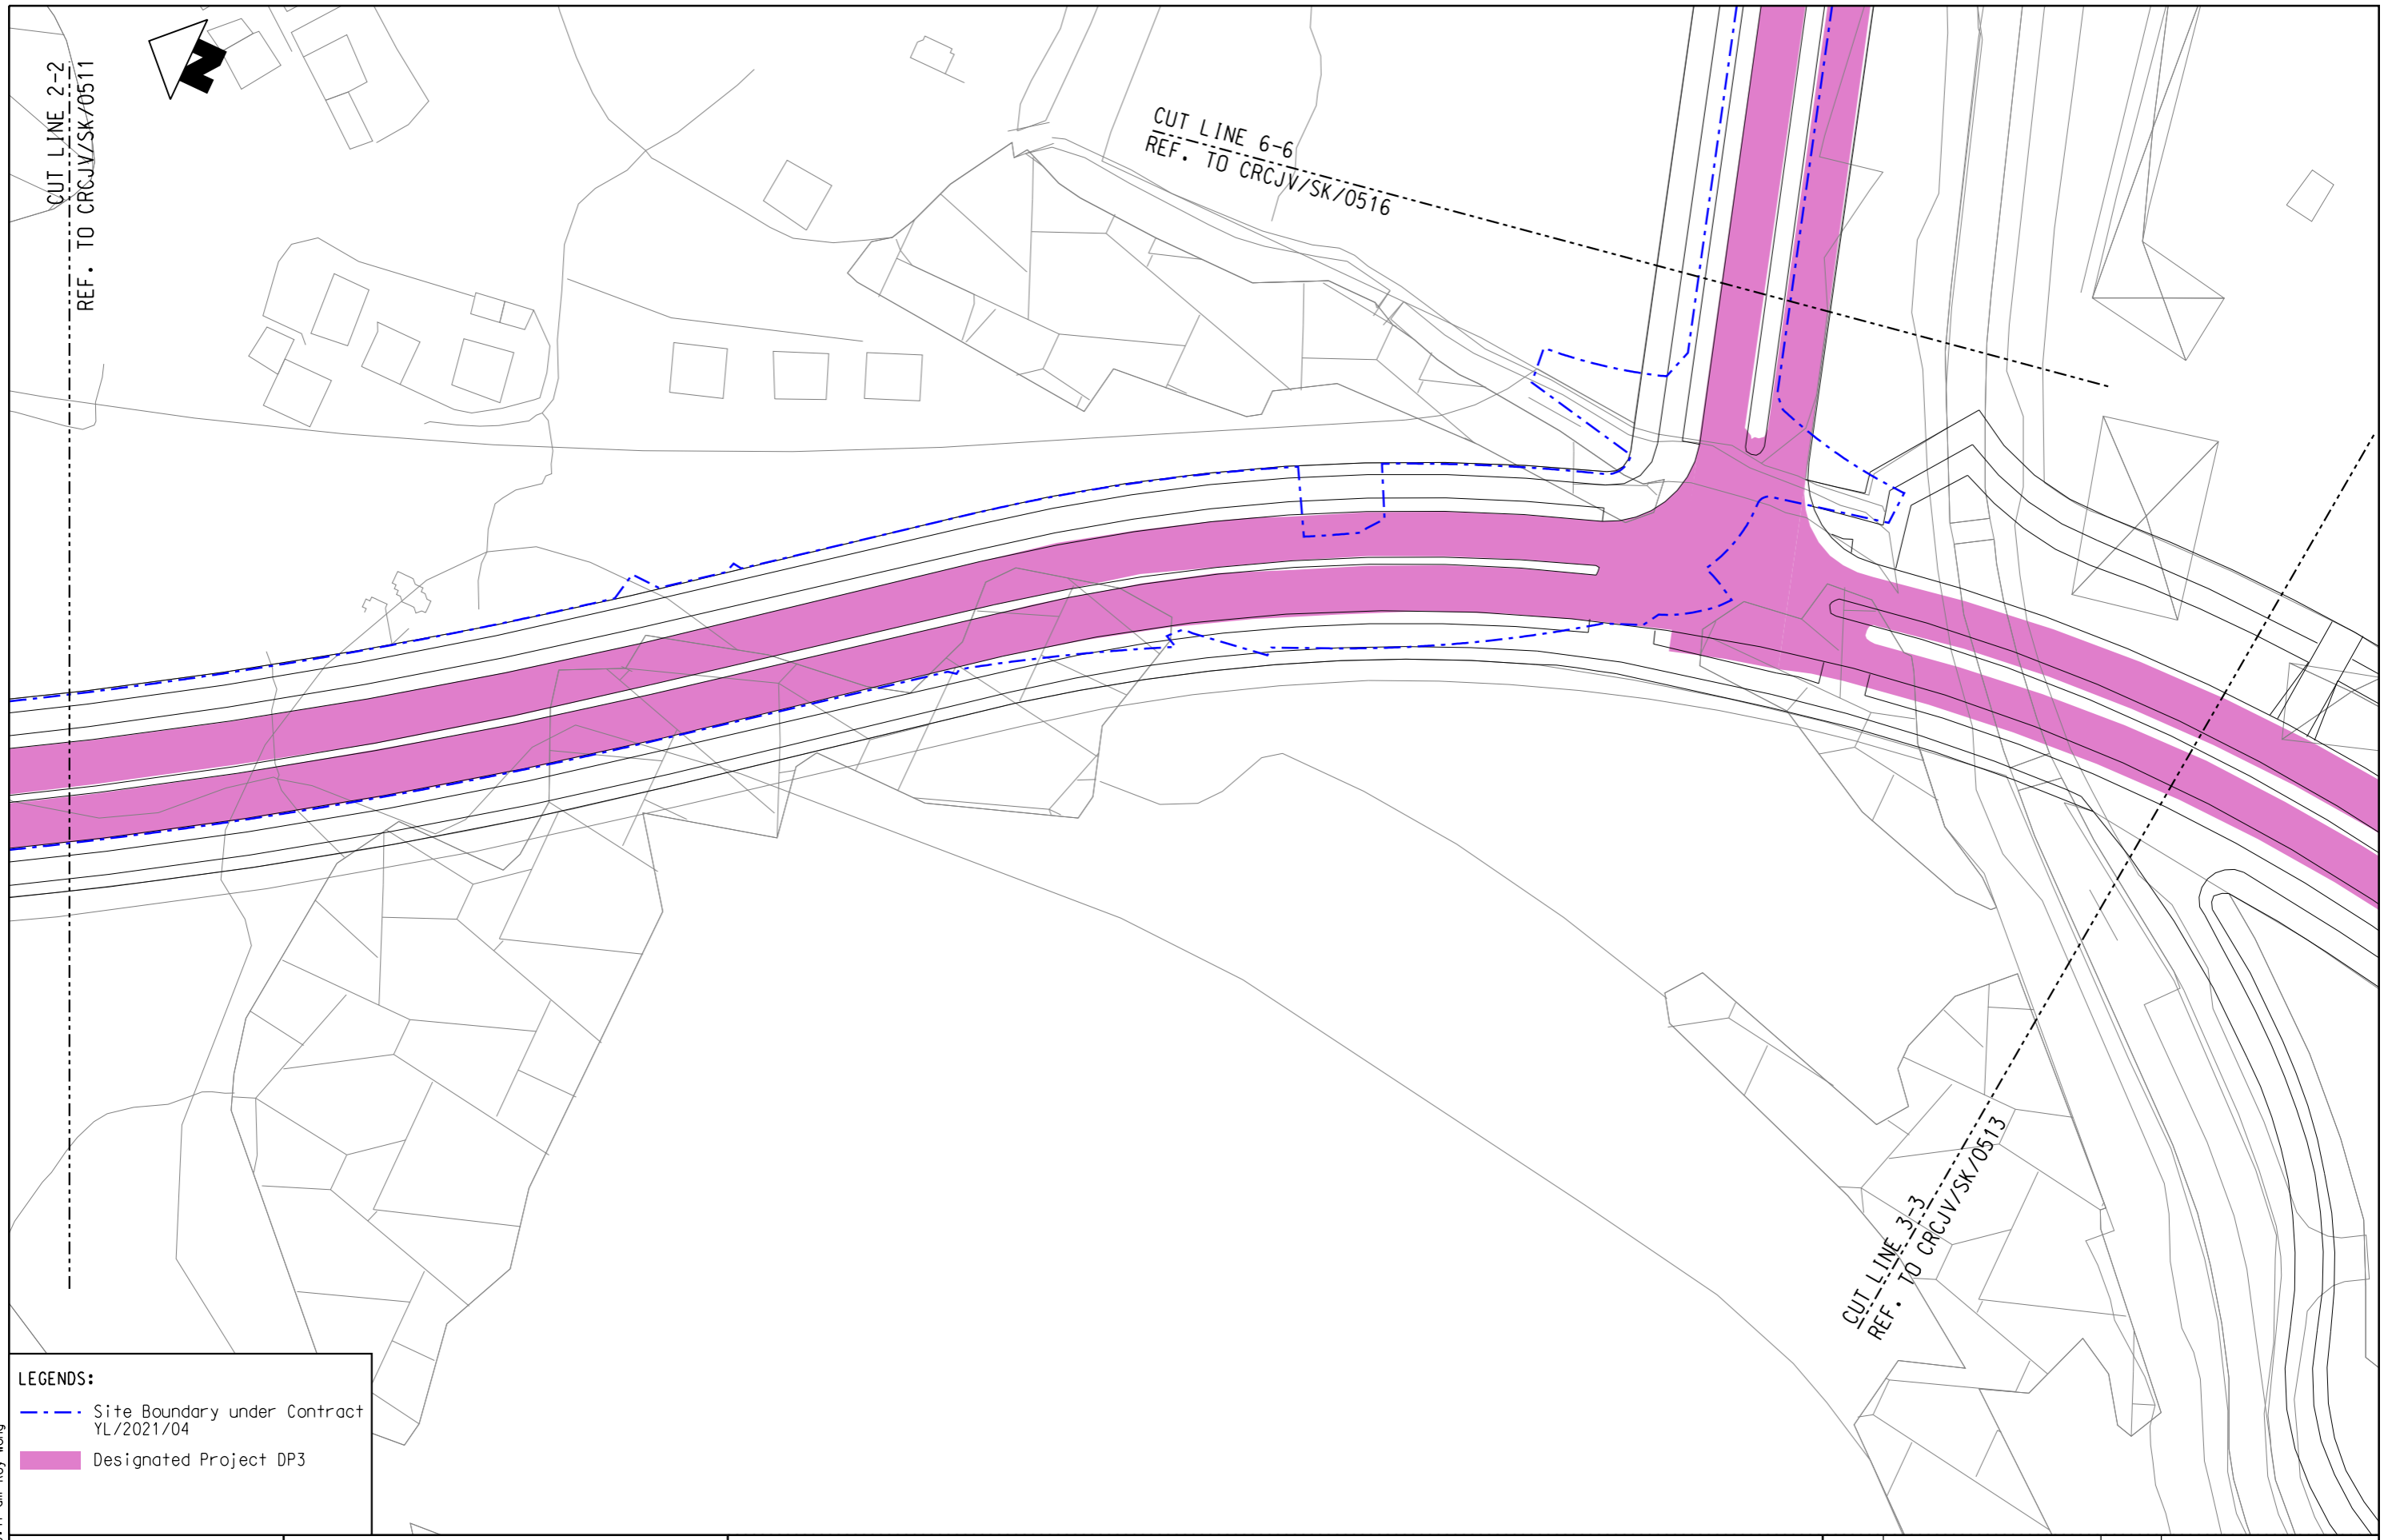 CUT LINE 2-2
REF. TO CRCJV/SK/0511
CUT LINE 6-6
REF. TO CRCJV/SK/0516
CUT LINE 3-3
REF. TO CRCJV/SK/0513
LEGENDS:
Site Boundary under Contract
YL/2021/04
Designated Project DP3